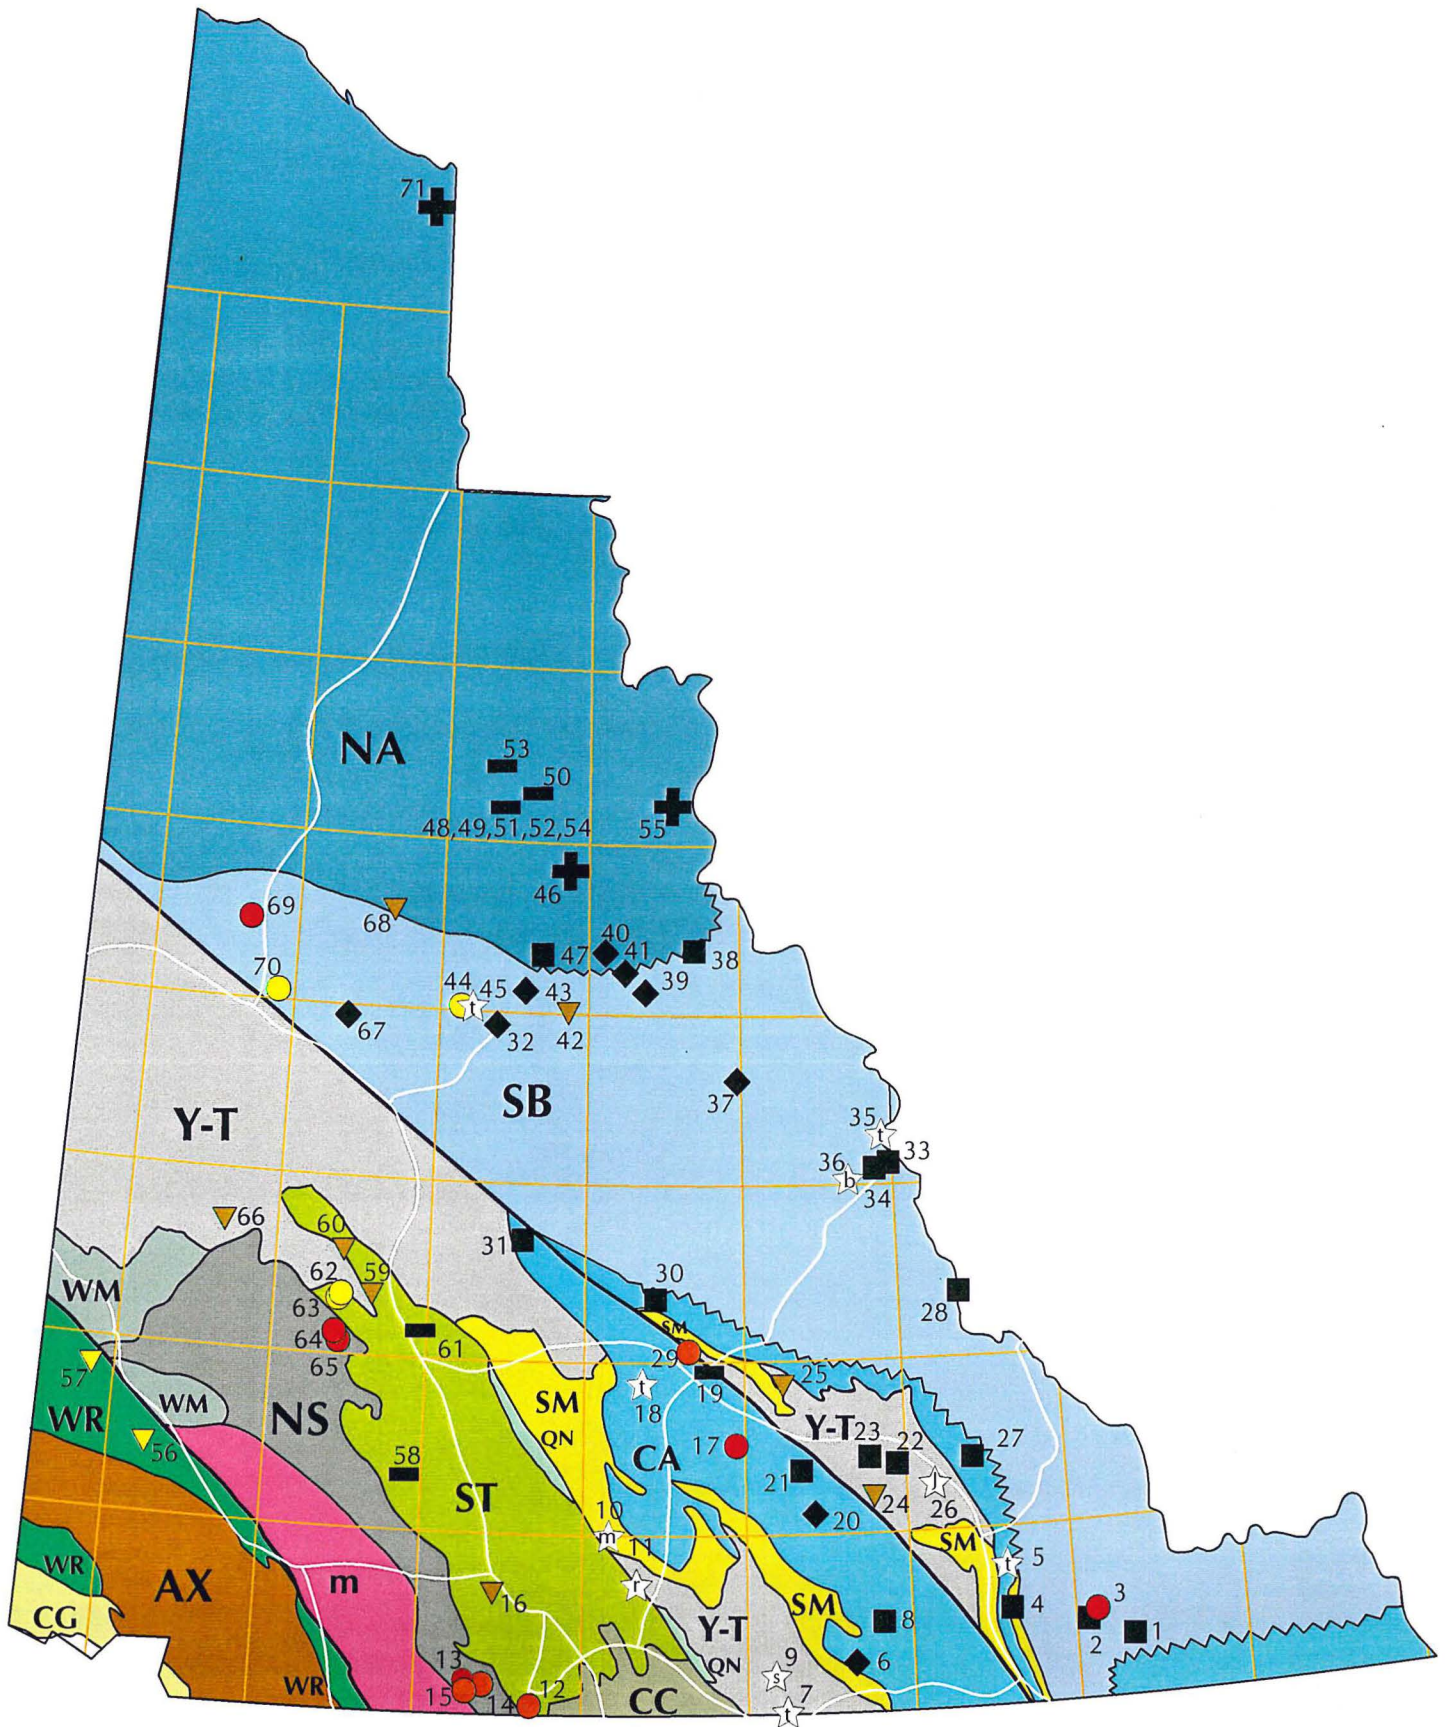 71
NA
53
50
48,49,51,52,54
55
46
69
68
40
47
41
38
70
39
44
t
45
43
67
32
42
SB
37
Y-T
35
t
33
36
b
34
66
60
31
WM
62
59
30
28
63
SM
64
61
65
29
57
25
19
t
18
WM
SM
WR
NS
Y-T
23
QN
17
22
27
56
CA
58
21
l
26
ST
24
10
20
m
SM
11
t
5
WR
AX
m
r
16
3
4
CG
SM
8
2
1
Y-T
13
9
QN
6
s
WR
15
14
12
CC
7
t